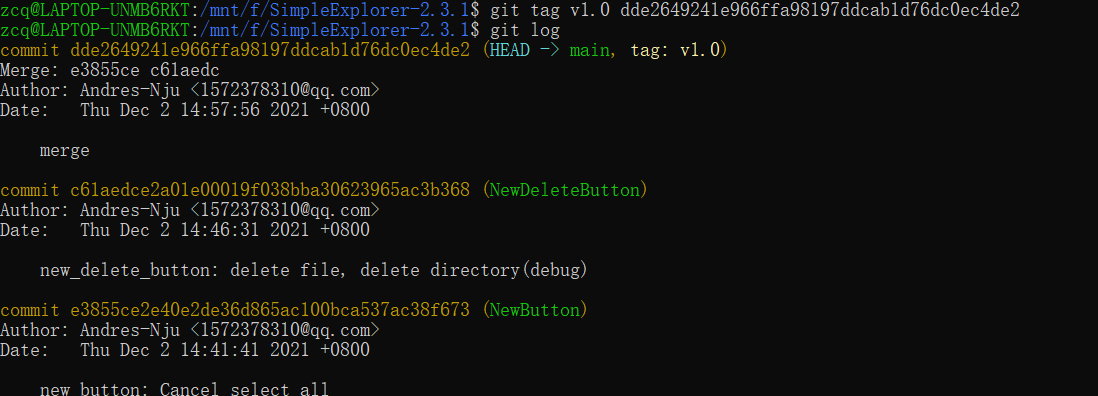 zcq@LAPTOP-UNMB6RKT:/mnt/f/SimpleExplorer-2.3.1$ git tag v1.0 dde2649241e966ffa98197ddcab1d76dc0ec4de2
zcq@LAPTOP-UNMB6RKT:/mnt/f/SimpleExplorer-2.3.1$ git log
commit dde2649241e966ffa98197ddcab1d76dc0ec4de2 (HEAD -> main, tag: v1.0)
Merge: e3855ce c61aedc
Author: Andres-Nju <1572378310@qq.com>
Date:   Thu Dec 2 14:57:56 2021 +0800
    merge
commit c61aedce2a01e00019f038bba30623965ac3b368 (NewDeleteButton)
Author: Andres-Nju <1572378310@qq.com>
Date:   Thu Dec 2 14:46:31 2021 +0800
    new_delete_button: delete file, delete directory(debug)
commit e3855ce2e40e2de36d865ac100bca537ac38f673 (NewButton)
Author: Andres-Nju <1572378310@qq.com>
Date:   Thu Dec 2 14:41:41 2021 +0800
    new button: Cancel select all